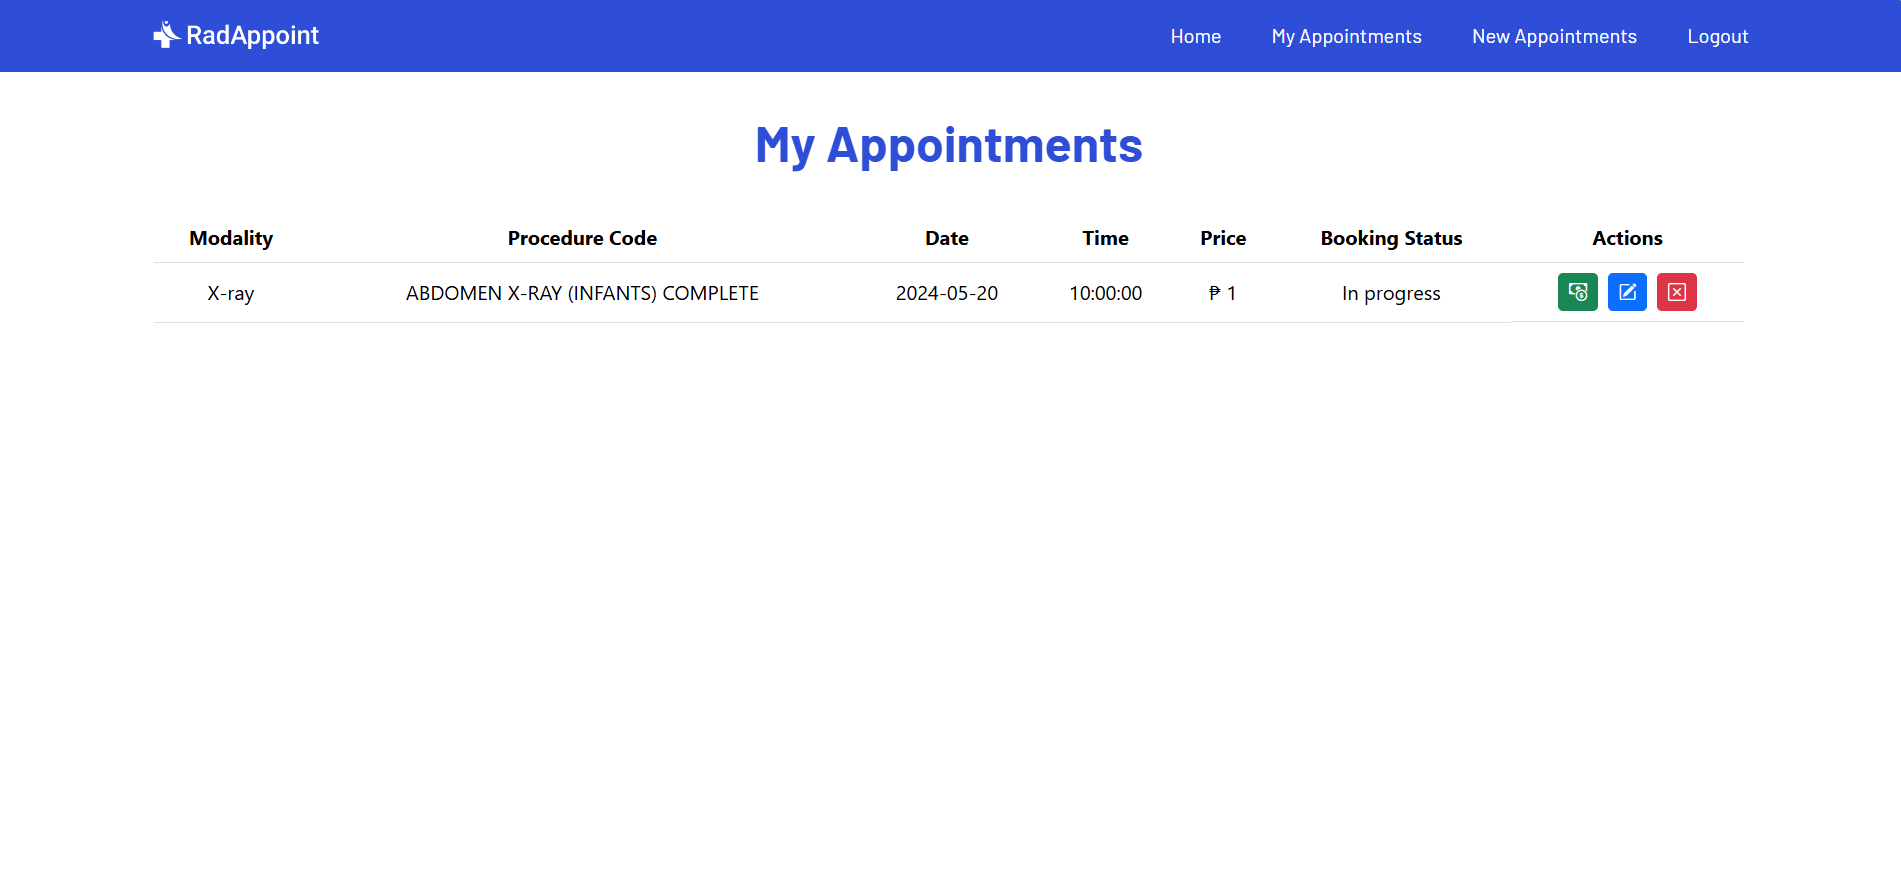 RadAppoint Home My Appointments New Appointments Logout
My Appointments
Modality Procedure Code Date Time Price Booking Status Actions
X-ray ABDOMEN X-RAY (INFANTS) COMPLETE 2024-05-20 10:00:00 ₱ 1 In progress